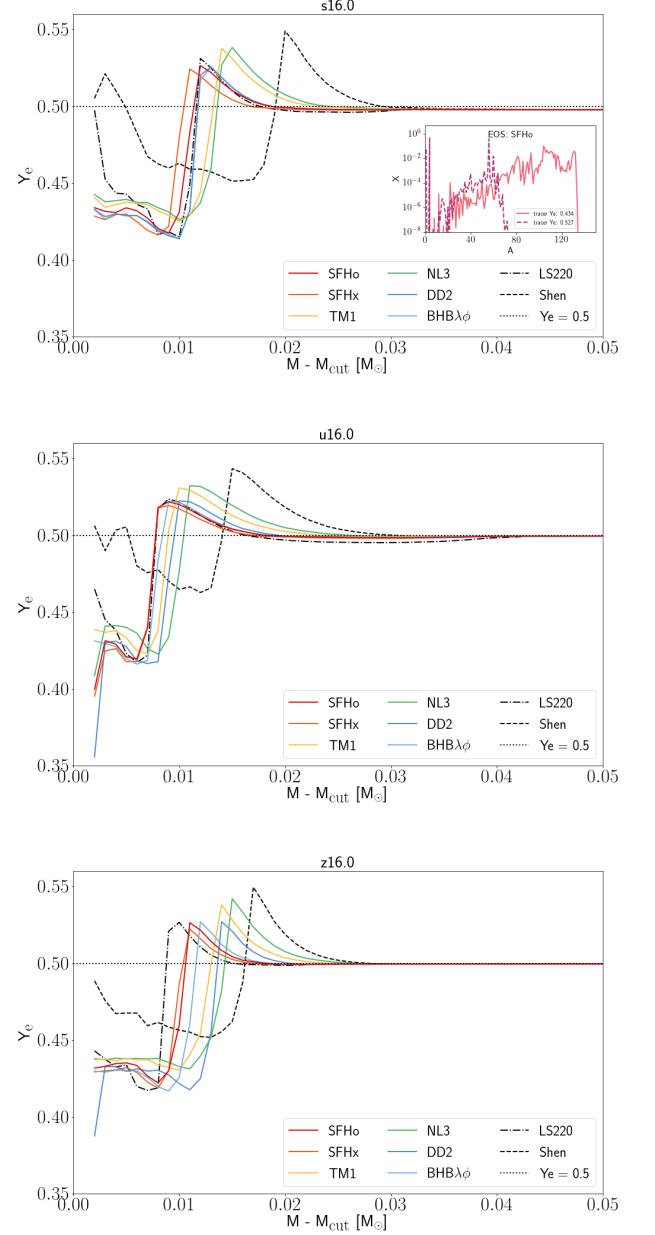 s16.0
0.55
0.50
0.45
0.40
0.35
Ye
10⁰
10⁻²
10⁻⁴
10⁻⁶
10⁻⁸
X
EOS: SFHo
tracer Ye: 0.434
tracer Ye: 0.527
0 40 80 120
A
SFHo NL3 LS220
SFHx DD2 Shen
TM1 BHBλϕ Ye = 0.5
0.00 0.01 0.02 0.03 0.04 0.05
M - Mcut [M⊙]
u16.0
0.55
0.50
0.45
0.40
0.35
Ye
SFHo NL3 LS220
SFHx DD2 Shen
TM1 BHBλϕ Ye = 0.5
0.00 0.01 0.02 0.03 0.04 0.05
M - Mcut [M⊙]
z16.0
0.55
0.50
0.45
0.40
0.35
Ye
SFHo NL3 LS220
SFHx DD2 Shen
TM1 BHBλϕ Ye = 0.5
0.00 0.01 0.02 0.03 0.04 0.05
M - Mcut [M⊙]